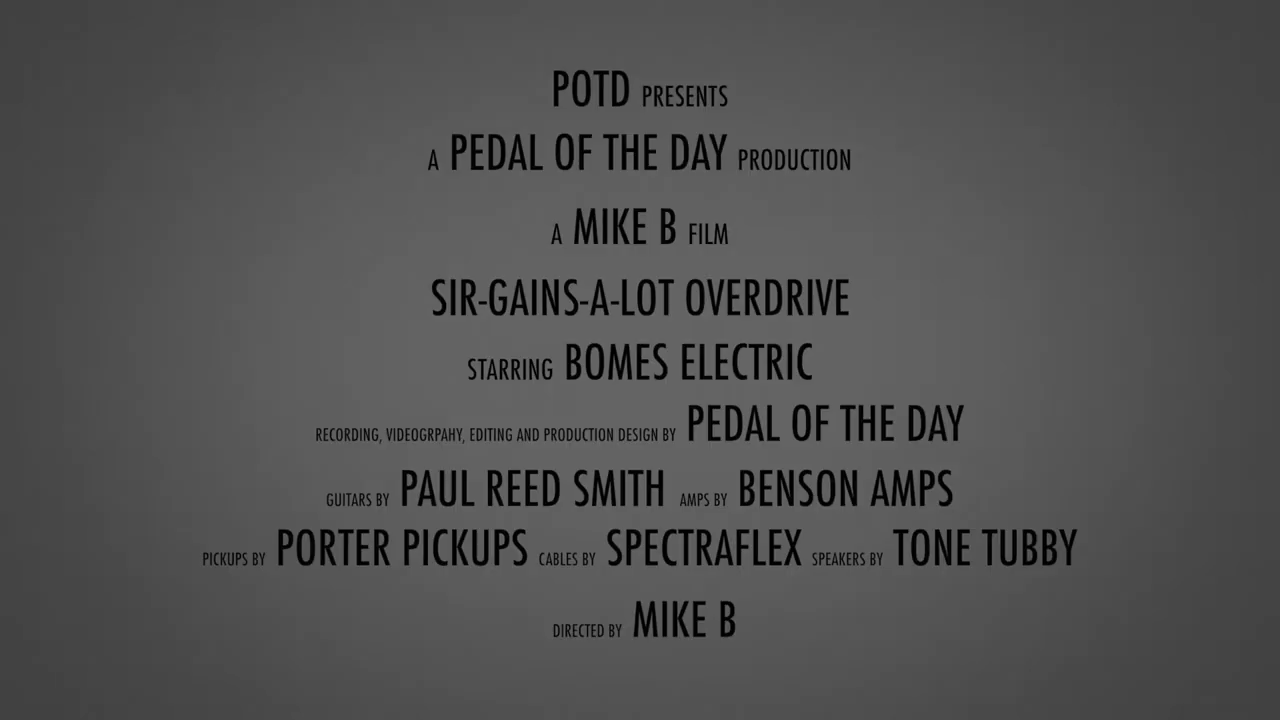 POTD PRESENTS
A PEDAL OF THE DAY PRODUCTION
A MIKE B FILM
SIR-GAINS-A-LOT OVERDRIVE
STARRING BOMES ELECTRIC
RECORDING, VIDEOGRPAHY, EDITING AND PRODUCTION DESIGN BY PEDAL OF THE DAY
GUITARS BY PAUL REED SMITH AMPS BY BENSON AMPS
PICKUPS BY PORTER PICKUPS CABLES BY SPECTRAFLEX SPEAKERS BY TONE TUBBY
DIRECTED BY MIKE B